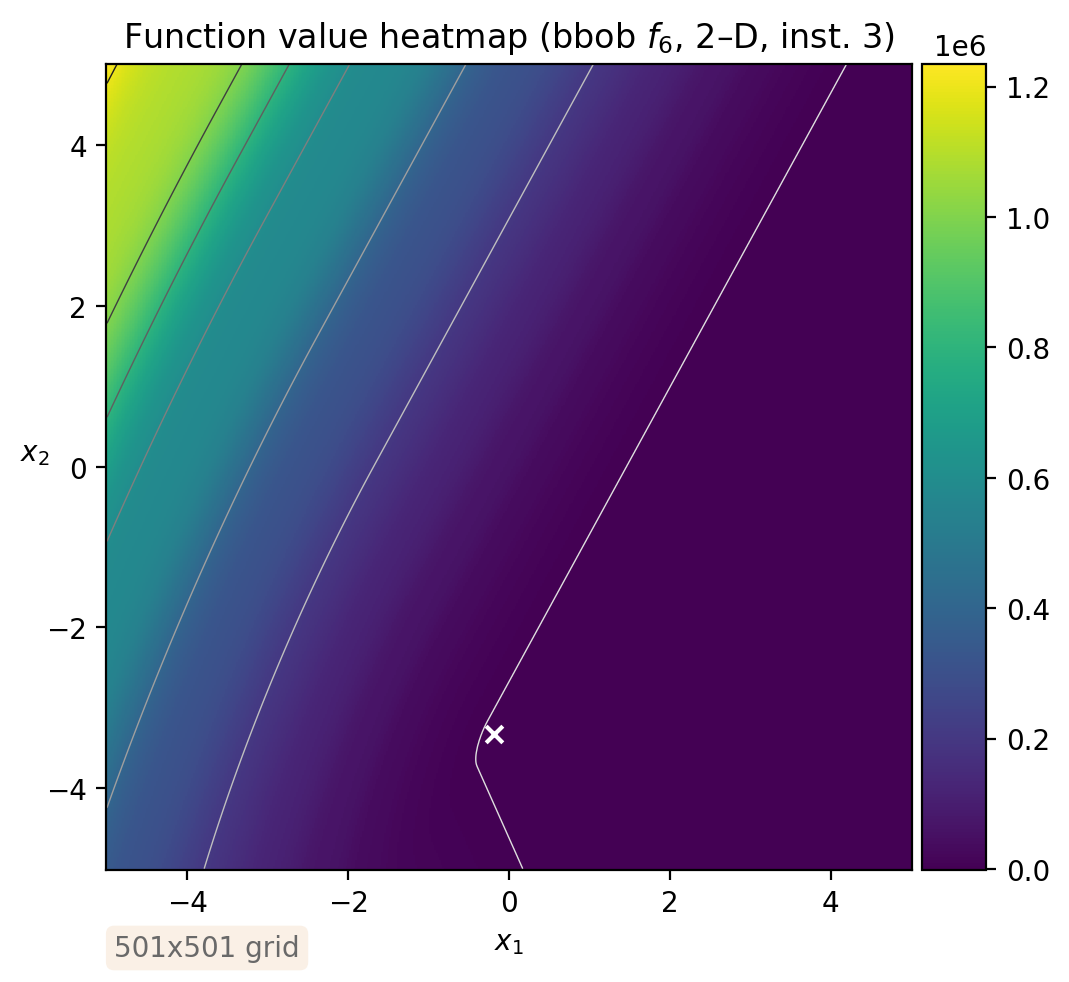 Function value heatmap (bbob f₆, 2–D, inst. 3)
1e6
1.2
1.0
0.8
0.6
0.4
0.2
0.0
4
2
x₂
0
−2
−4
−4 −2 0 2 4
x₁
501x501 grid